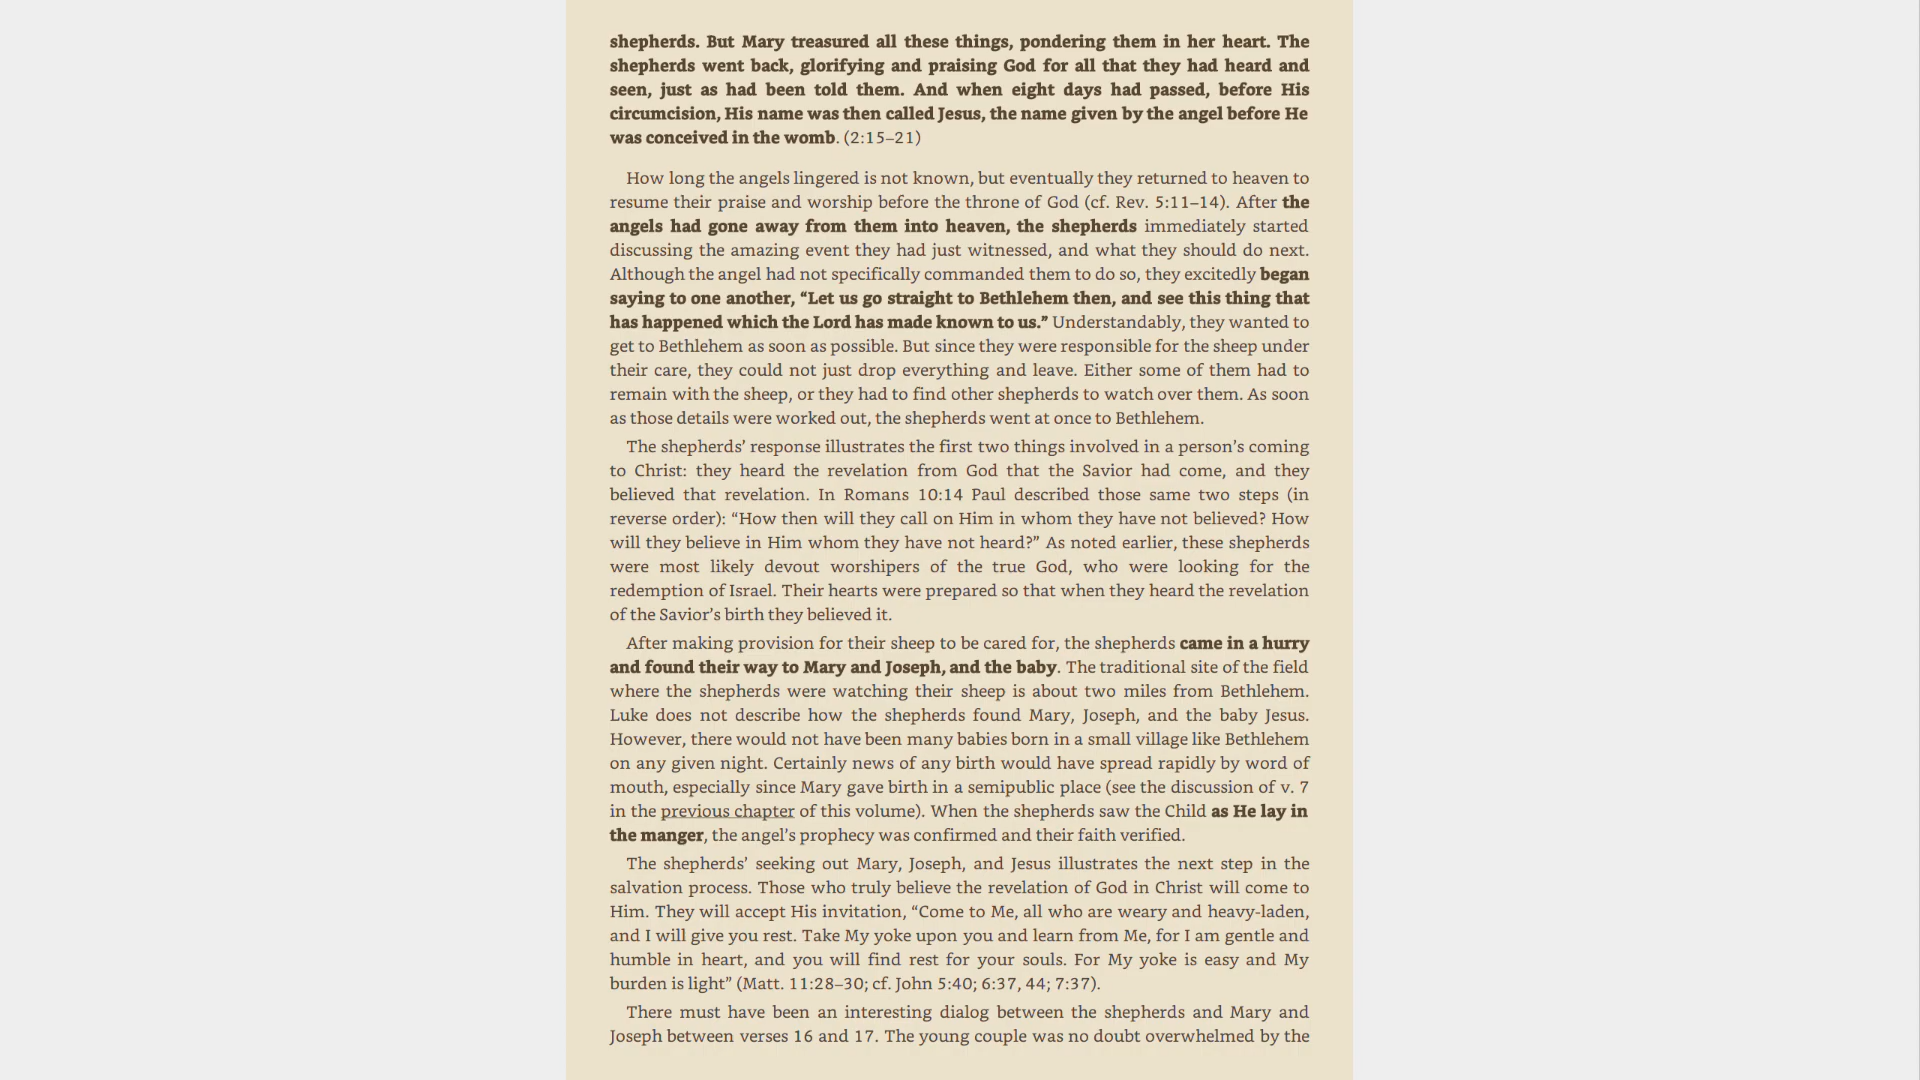 shepherds. But Mary treasured all these things, pondering them in her heart. The
shepherds went back, glorifying and praising God for all that they had heard and
seen, just as had been told them. And when eight days had passed, before His
circumcision, His name was then called Jesus, the name given by the angel before He
was conceived in the womb. (2:15–21)
How long the angels lingered is not known, but eventually they returned to heaven to
resume their praise and worship before the throne of God (cf. Rev. 5:11–14). After the
angels had gone away from them into heaven, the shepherds immediately started
discussing the amazing event they had just witnessed, and what they should do next.
Although the angel had not specifically commanded them to do so, they excitedly began
saying to one another, “Let us go straight to Bethlehem then, and see this thing that
has happened which the Lord has made known to us.” Understandably, they wanted to
get to Bethlehem as soon as possible. But since they were responsible for the sheep under
their care, they could not just drop everything and leave. Either some of them had to
remain with the sheep, or they had to find other shepherds to watch over them. As soon
as those details were worked out, the shepherds went at once to Bethlehem.
The shepherds’ response illustrates the first two things involved in a person’s coming
to Christ: they heard the revelation from God that the Savior had come, and they
believed that revelation. In Romans 10:14 Paul described those same two steps (in
reverse order): “How then will they call on Him in whom they have not believed? How
will they believe in Him whom they have not heard?” As noted earlier, these shepherds
were most likely devout worshipers of the true God, who were looking for the
redemption of Israel. Their hearts were prepared so that when they heard the revelation
of the Savior’s birth they believed it.
After making provision for their sheep to be cared for, the shepherds came in a hurry
and found their way to Mary and Joseph, and the baby. The traditional site of the field
where the shepherds were watching their sheep is about two miles from Bethlehem.
Luke does not describe how the shepherds found Mary, Joseph, and the baby Jesus.
However, there would not have been many babies born in a small village like Bethlehem
on any given night. Certainly news of any birth would have spread rapidly by word of
mouth, especially since Mary gave birth in a semipublic place (see the discussion of v. 7
in the previous chapter of this volume). When the shepherds saw the Child as He lay in
the manger, the angel’s prophecy was confirmed and their faith verified.
The shepherds’ seeking out Mary, Joseph, and Jesus illustrates the next step in the
salvation process. Those who truly believe the revelation of God in Christ will come to
Him. They will accept His invitation, “Come to Me, all who are weary and heavy-laden,
and I will give you rest. Take My yoke upon you and learn from Me, for I am gentle and
humble in heart, and you will find rest for your souls. For My yoke is easy and My
burden is light” (Matt. 11:28–30; cf. John 5:40; 6:37, 44; 7:37).
There must have been an interesting dialog between the shepherds and Mary and
Joseph between verses 16 and 17. The young couple was no doubt overwhelmed by the